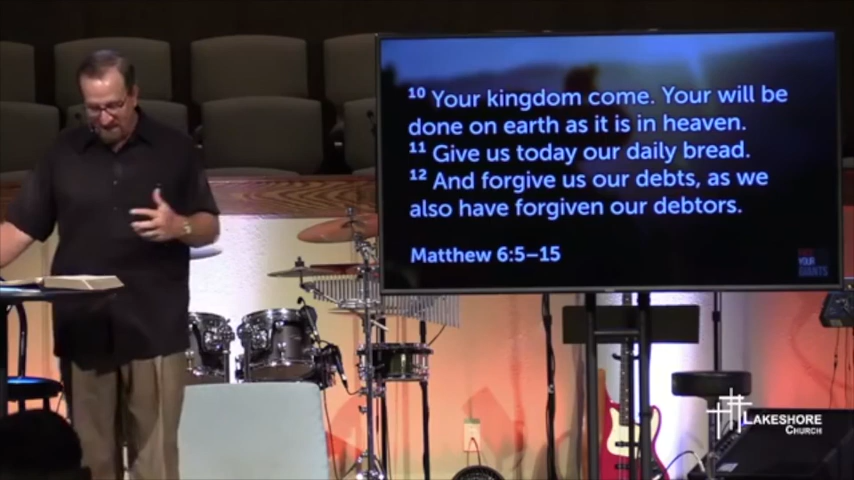 10 Your kingdom come. Your will be
done on earth as it is in heaven.
11 Give us today our daily bread.
12 And forgive us our debts, as we
also have forgiven our debtors.
Matthew 6:5–15
YOUR
GIANTS
LAKESHORE
CHURCH